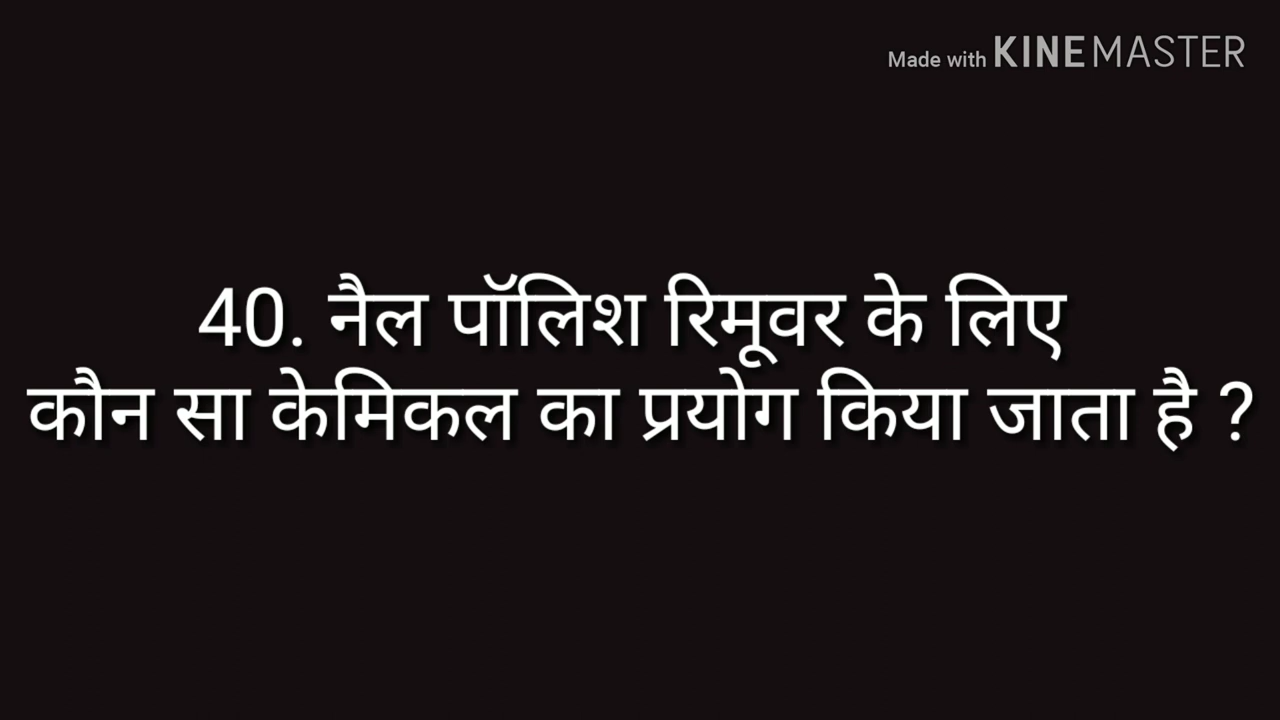 Made with KINEMASTER
40. नैल पॉलिश रिमूवर के लिए
कौन सा केमिकल का प्रयोग किया जाता है ?